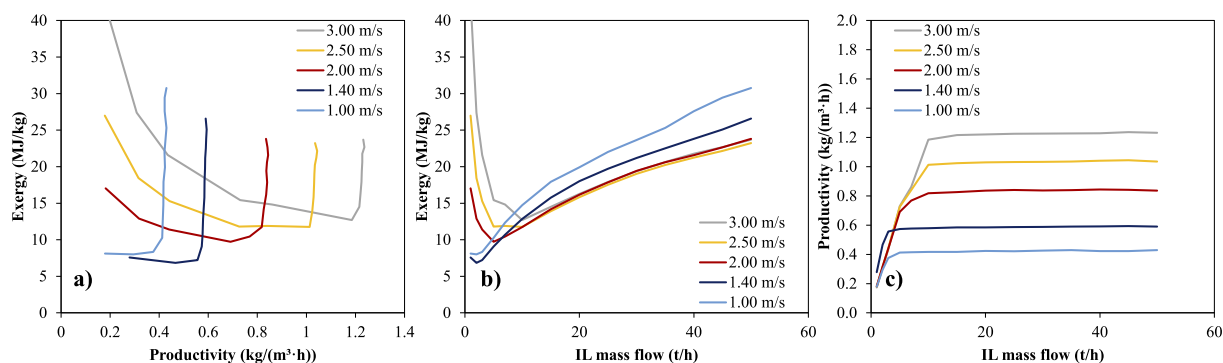 40
35
30
25
20
15
10
5
0
Exergy (MJ/kg)
3.00 m/s
2.50 m/s
2.00 m/s
1.40 m/s
1.00 m/s
a)
0 0.2 0.4 0.6 0.8 1 1.2 1.4
Productivity (kg/(m³·h))
40
35
30
25
20
15
10
5
0
Exergy (MJ/kg)
3.00 m/s
2.50 m/s
2.00 m/s
1.40 m/s
1.00 m/s
b)
0 20 40 60
IL mass flow (t/h)
2.0
1.8
1.6
1.4
1.2
1.0
0.8
0.6
0.4
0.2
0.0
Productivity (kg/(m³·h))
3.00 m/s
2.50 m/s
2.00 m/s
1.40 m/s
1.00 m/s
c)
0 20 40 60
IL mass flow (t/h)